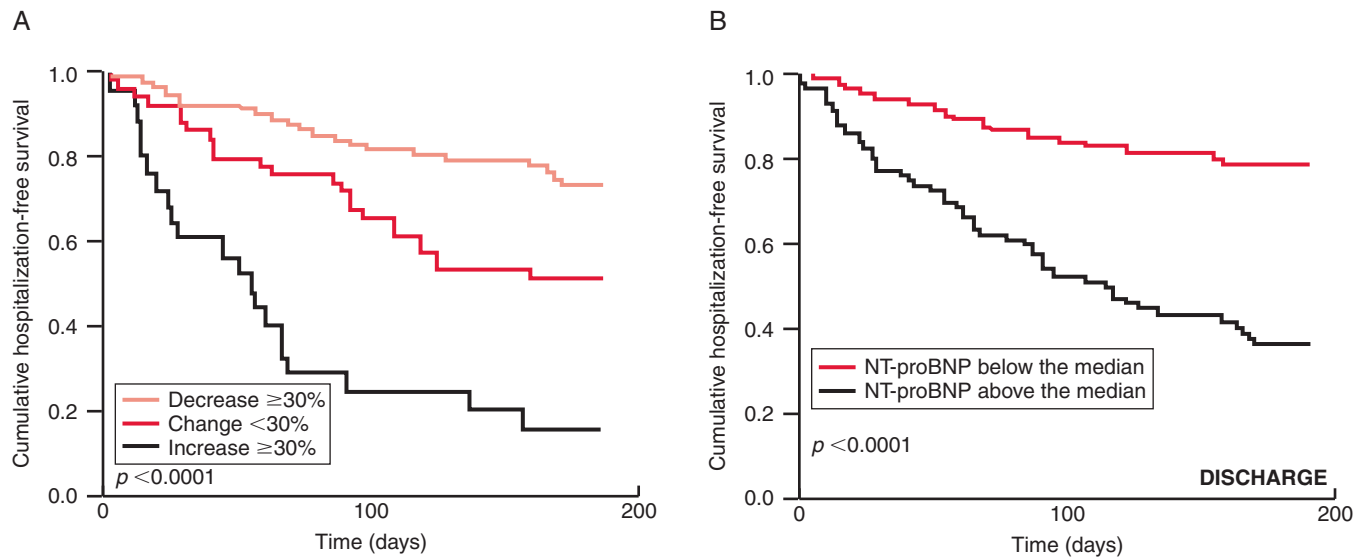 A
Cumulative hospitalization-free survival
1.0
0.8
0.6
0.4
0.2
0.0
Decrease ≥30%
Change <30%
Increase ≥30%
p <0.0001
0
100
200
Time (days)
B
Cumulative hospitalization-free survival
1.0
0.8
0.6
0.4
0.2
0.0
NT-proBNP below the median
NT-proBNP above the median
p <0.0001
DISCHARGE
0
100
200
Time (days)